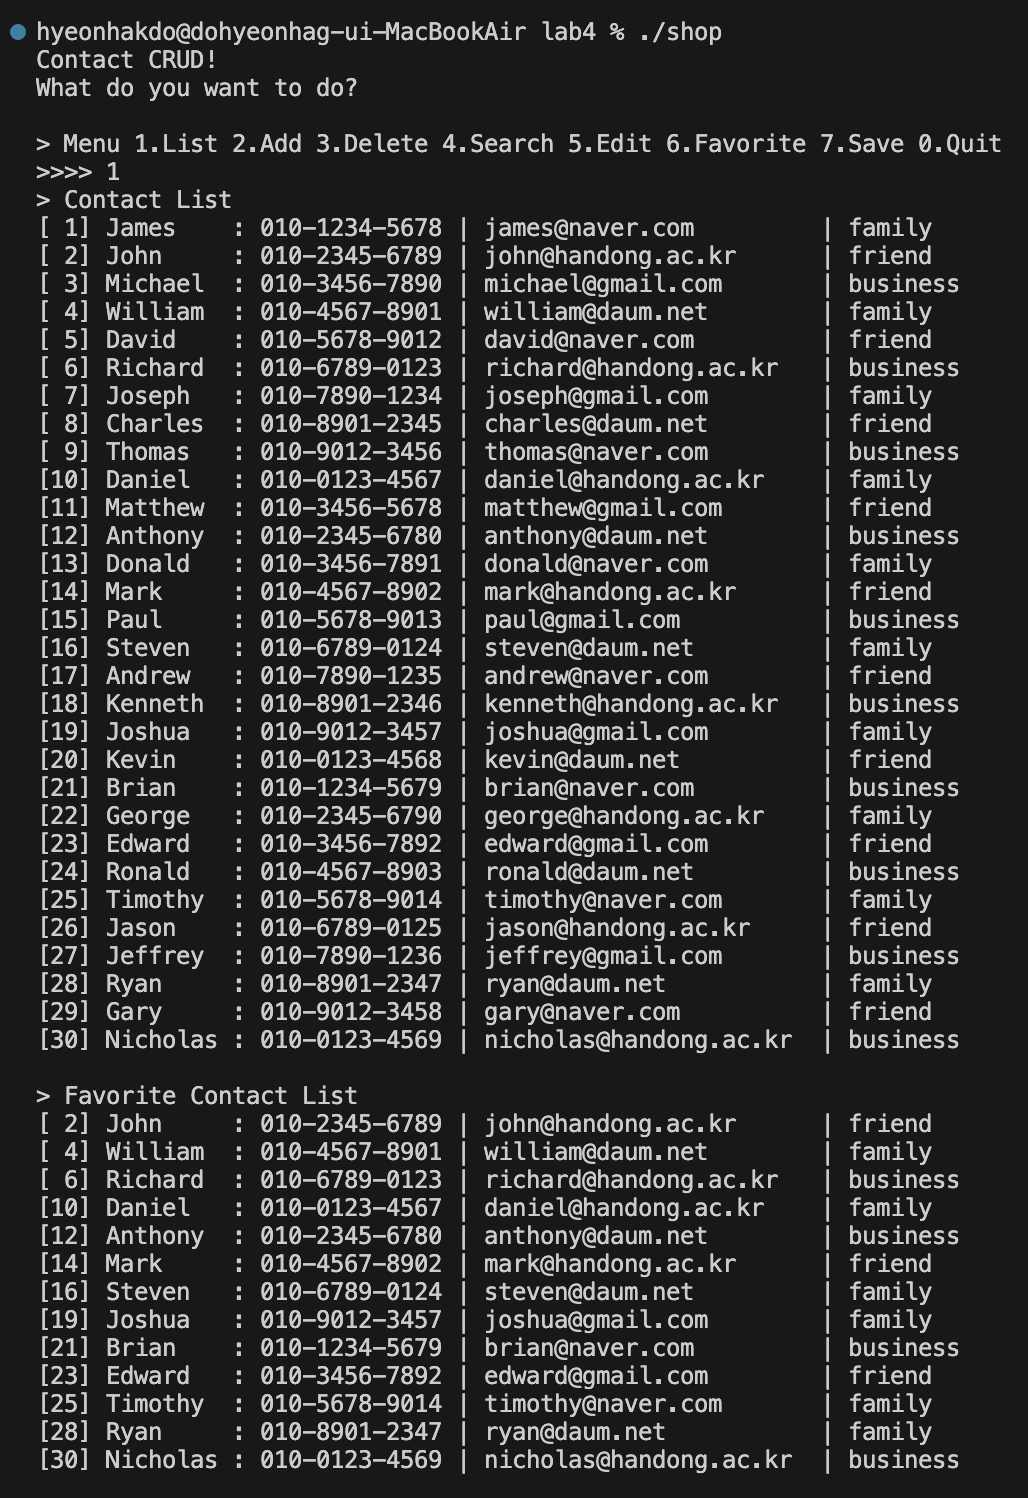 hyeonhakdo@dohyeonhag-ui-MacBookAir lab4 % ./shop
Contact CRUD!
What do you want to do?

> Menu 1.List 2.Add 3.Delete 4.Search 5.Edit 6.Favorite 7.Save 0.Quit
>>>> 1
> Contact List
[ 1] James    : 010-1234-5678 | james@naver.com         | family
[ 2] John     : 010-2345-6789 | john@handong.ac.kr      | friend
[ 3] Michael  : 010-3456-7890 | michael@gmail.com       | business
[ 4] William  : 010-4567-8901 | william@daum.net        | family
[ 5] David    : 010-5678-9012 | david@naver.com         | friend
[ 6] Richard  : 010-6789-0123 | richard@handong.ac.kr   | business
[ 7] Joseph   : 010-7890-1234 | joseph@gmail.com        | family
[ 8] Charles  : 010-8901-2345 | charles@daum.net        | friend
[ 9] Thomas   : 010-9012-3456 | thomas@naver.com        | business
[10] Daniel   : 010-0123-4567 | daniel@handong.ac.kr    | family
[11] Matthew  : 010-3456-5678 | matthew@gmail.com       | friend
[12] Anthony  : 010-2345-6780 | anthony@daum.net        | business
[13] Donald   : 010-3456-7891 | donald@naver.com        | family
[14] Mark     : 010-4567-8902 | mark@handong.ac.kr      | friend
[15] Paul     : 010-5678-9013 | paul@gmail.com          | business
[16] Steven   : 010-6789-0124 | steven@daum.net         | family
[17] Andrew   : 010-7890-1235 | andrew@naver.com        | friend
[18] Kenneth  : 010-8901-2346 | kenneth@handong.ac.kr   | business
[19] Joshua   : 010-9012-3457 | joshua@gmail.com        | family
[20] Kevin    : 010-0123-4568 | kevin@daum.net          | friend
[21] Brian    : 010-1234-5679 | brian@naver.com         | business
[22] George   : 010-2345-6790 | george@handong.ac.kr    | family
[23] Edward   : 010-3456-7892 | edward@gmail.com        | friend
[24] Ronald   : 010-4567-8903 | ronald@daum.net         | business
[25] Timothy  : 010-5678-9014 | timothy@naver.com       | family
[26] Jason    : 010-6789-0125 | jason@handong.ac.kr     | friend
[27] Jeffrey  : 010-7890-1236 | jeffrey@gmail.com       | business
[28] Ryan     : 010-8901-2347 | ryan@daum.net           | family
[29] Gary     : 010-9012-3458 | gary@naver.com          | friend
[30] Nicholas : 010-0123-4569 | nicholas@handong.ac.kr  | business

> Favorite Contact List
[ 2] John     : 010-2345-6789 | john@handong.ac.kr      | friend
[ 4] William  : 010-4567-8901 | william@daum.net        | family
[ 6] Richard  : 010-6789-0123 | richard@handong.ac.kr   | business
[10] Daniel   : 010-0123-4567 | daniel@handong.ac.kr    | family
[12] Anthony  : 010-2345-6780 | anthony@daum.net        | business
[14] Mark     : 010-4567-8902 | mark@handong.ac.kr      | friend
[16] Steven   : 010-6789-0124 | steven@daum.net         | family
[19] Joshua   : 010-9012-3457 | joshua@gmail.com        | family
[21] Brian    : 010-1234-5679 | brian@naver.com         | business
[23] Edward   : 010-3456-7892 | edward@gmail.com        | friend
[25] Timothy  : 010-5678-9014 | timothy@naver.com       | family
[28] Ryan     : 010-8901-2347 | ryan@daum.net           | family
[30] Nicholas : 010-0123-4569 | nicholas@handong.ac.kr  | business